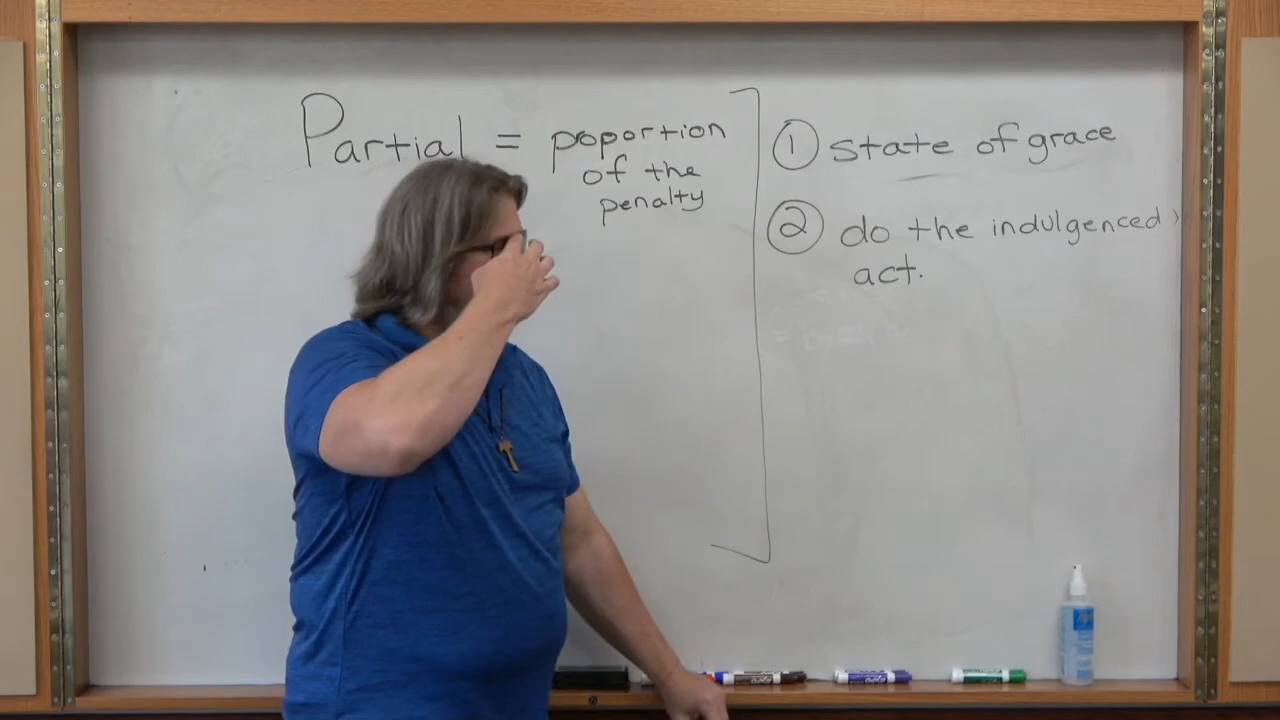 Partial = poportion
of the
penalty
1 state of grace
2 do the indulgenced
act.